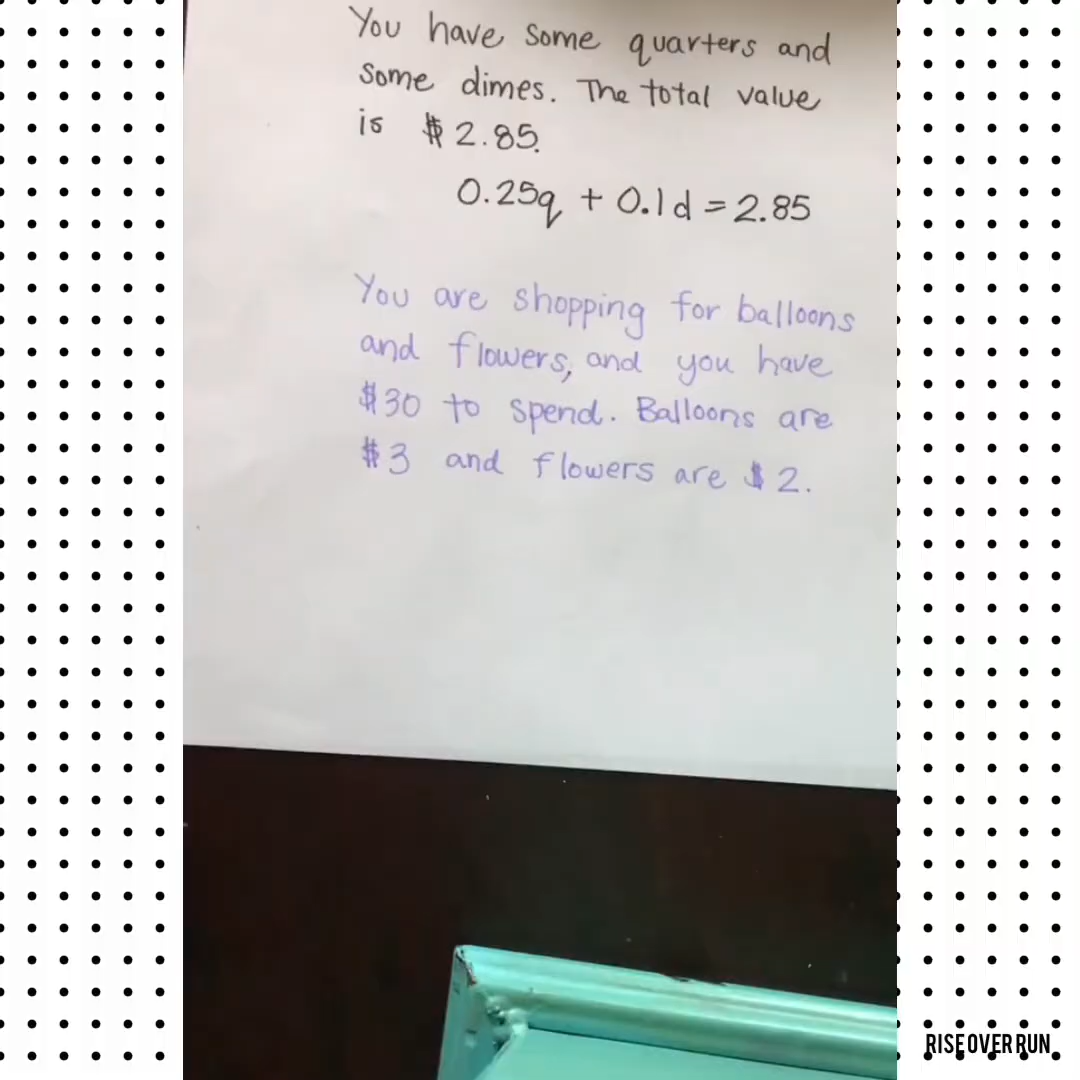 You have some quarters and
some dimes. The total value
is $2.85.
0.25q + 0.1d = 2.85
You are shopping for balloons
and flowers, and you have
$30 to spend. Balloons are
$3 and flowers are $2.
RISE OVER RUN